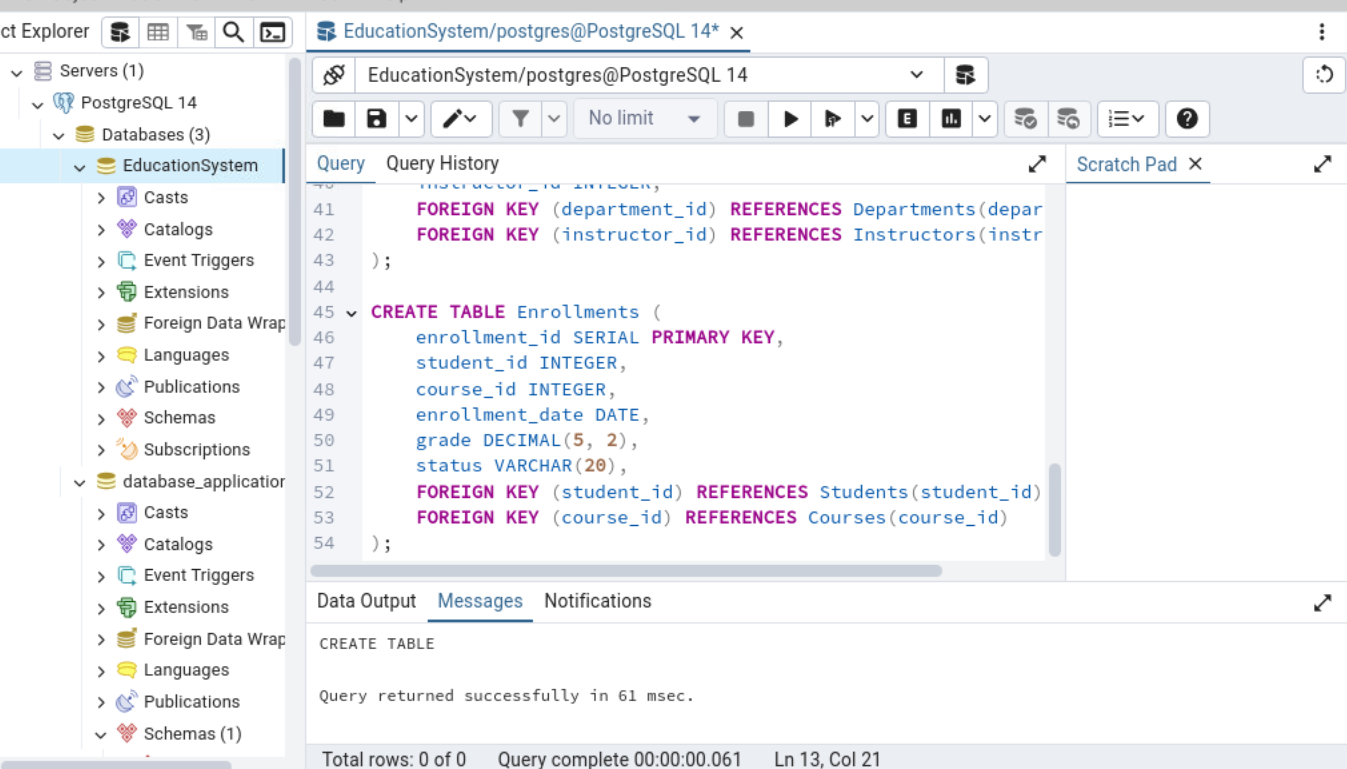 ct Explorer
EducationSystem/postgres@PostgreSQL 14*
Servers (1)
PostgreSQL 14
Databases (3)
EducationSystem
Casts
Catalogs
Event Triggers
Extensions
Foreign Data Wrap
Languages
Publications
Schemas
Subscriptions
database_application
Casts
Catalogs
Event Triggers
Extensions
Foreign Data Wrap
Languages
Publications
Schemas (1)
EducationSystem/postgres@PostgreSQL 14
No limit
E
Query Query History
Scratch Pad
40 instructor_id INTEGER,
41 FOREIGN KEY (department_id) REFERENCES Departments(depar
42 FOREIGN KEY (instructor_id) REFERENCES Instructors(instr
43 );
44
45 CREATE TABLE Enrollments (
46 enrollment_id SERIAL PRIMARY KEY,
47 student_id INTEGER,
48 course_id INTEGER,
49 enrollment_date DATE,
50 grade DECIMAL(5, 2),
51 status VARCHAR(20),
52 FOREIGN KEY (student_id) REFERENCES Students(student_id)
53 FOREIGN KEY (course_id) REFERENCES Courses(course_id)
54 );
Data Output Messages Notifications
CREATE TABLE
Query returned successfully in 61 msec.
Total rows: 0 of 0 Query complete 00:00:00.061 Ln 13, Col 21